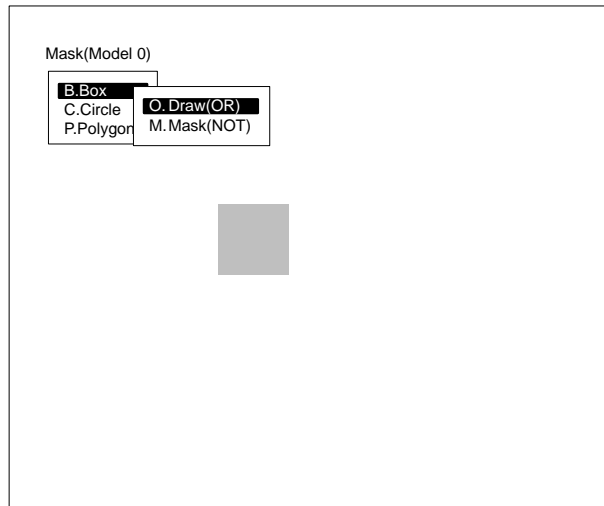 Mask(Model 0)
B.Box
C.Circle
P.Polygon
O. Draw(OR)
M. Mask(NOT)